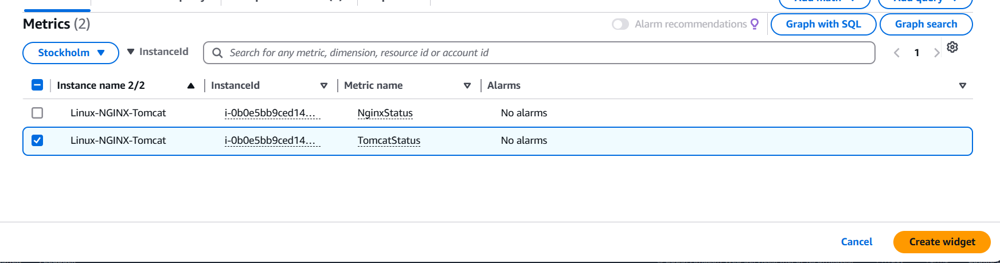 Metrics (2)
Alarm recommendations
Graph with SQL
Graph search
Stockholm
InstanceId
Search for any metric, dimension, resource id or account id
1
Instance name 2/2 InstanceId Metric name Alarms
Linux-NGINX-Tomcat i-0b0e5bb9ced14... NginxStatus No alarms
Linux-NGINX-Tomcat i-0b0e5bb9ced14... TomcatStatus No alarms
Cancel
Create widget